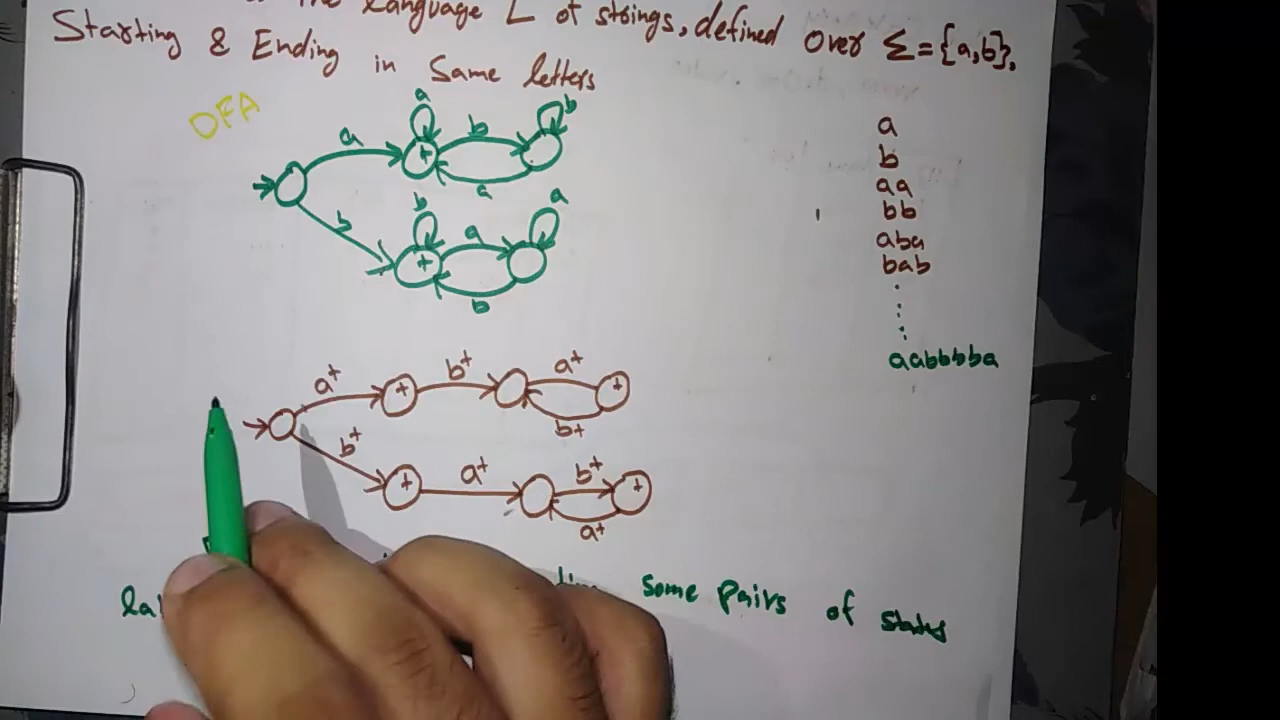 the Language L of strings, defined over Σ={a,b},
Starting & Ending in Same letters
DFA
a
a
b
b
a
b
b
a
a
b
a
b
aa
bb
aba
bab
aabbbba
a+
b+
a+
b+
b+
a+
b+
a+
+
+
+
+
+
+
some pairs of states